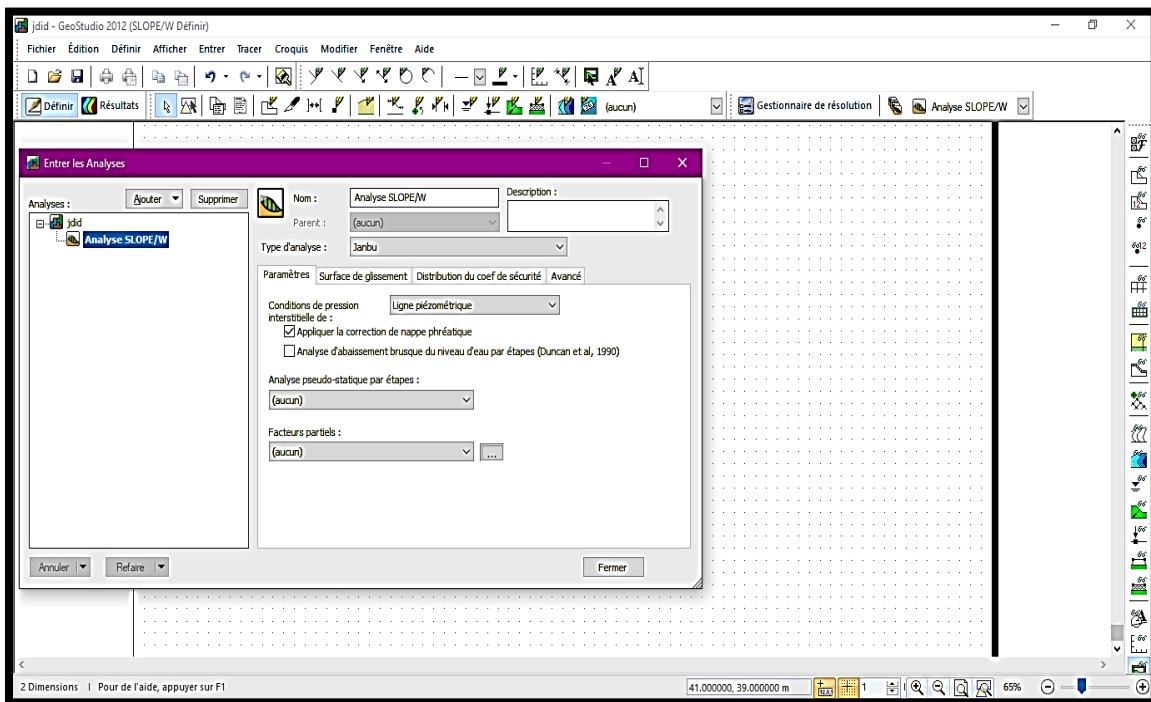 jdid - GeoStudio 2012 (SLOPE/W Définir)
Fichier Édition Définir Afficher Entrer Tracer Croquis Modifier Fenêtre Aide
Définir Résultats (aucun) Gestionnaire de résolution Analyse SLOPE/W
Entrer les Analyses
Analyses : Ajouter Supprimer
jdid
Analyse SLOPE/W
Nom : Analyse SLOPE/W Description :
Parent : (aucun)
Type d'analyse : Janbu
Paramètres Surface de glissement Distribution du coef de sécurité Avancé
Conditions de pression Ligne piézométrique
interstitielle de :
Appliquer la correction de nappe phréatique
Analyse d'abaissement brusque du niveau d'eau par étapes (Duncan et al, 1990)
Analyse pseudo-statique par étapes :
(aucun)
Facteurs partiels :
(aucun) ...
Annuler Refaire Fermer
2 Dimensions | Pour de l'aide, appuyer sur F1 41.000000, 39.000000 m 1 65%